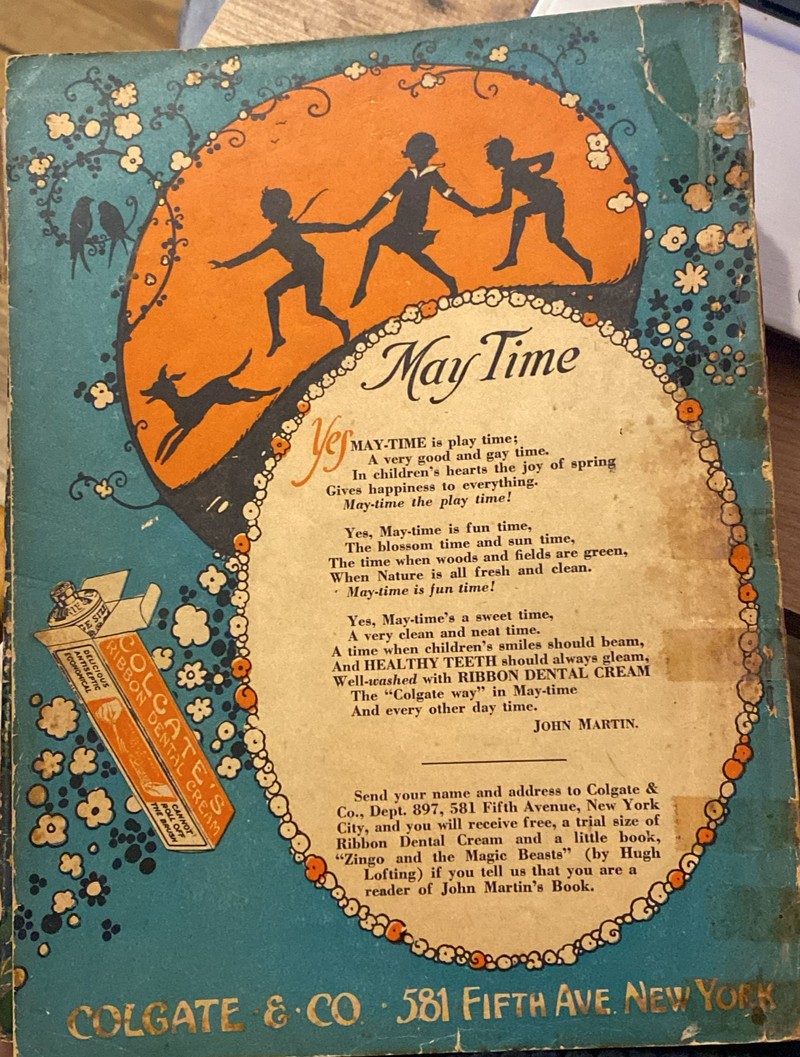 May Time
Yes MAY-TIME is play time;
A very good and gay time.
In children's hearts the joy of spring
Gives happiness to everything.
May-time the play time!
Yes, May-time is fun time,
The blossom time and sun time,
The time when woods and fields are green,
When Nature is all fresh and clean.
May-time is fun time!
Yes, May-time's a sweet time,
A very clean and neat time.
A time when children's smiles should beam,
And HEALTHY TEETH should always gleam,
Well-washed with RIBBON DENTAL CREAM
The "Colgate way" in May-time
And every other day time.
JOHN MARTIN.
Send your name and address to Colgate &
Co., Dept. 897, 581 Fifth Avenue, New York
City, and you will receive free, a trial size of
Ribbon Dental Cream and a little book,
"Zingo and the Magic Beasts" (by Hugh
Lofting) if you tell us that you are a
reader of John Martin's Book.
DELICIOUS
ANTISEPTIC
ECONOMICAL
COLGATE'S
RIBBON DENTAL CREAM
CANNOT
ROLL OFF
THE BRUSH
COLGATE & CO. · 581 FIFTH AVE. NEW YORK